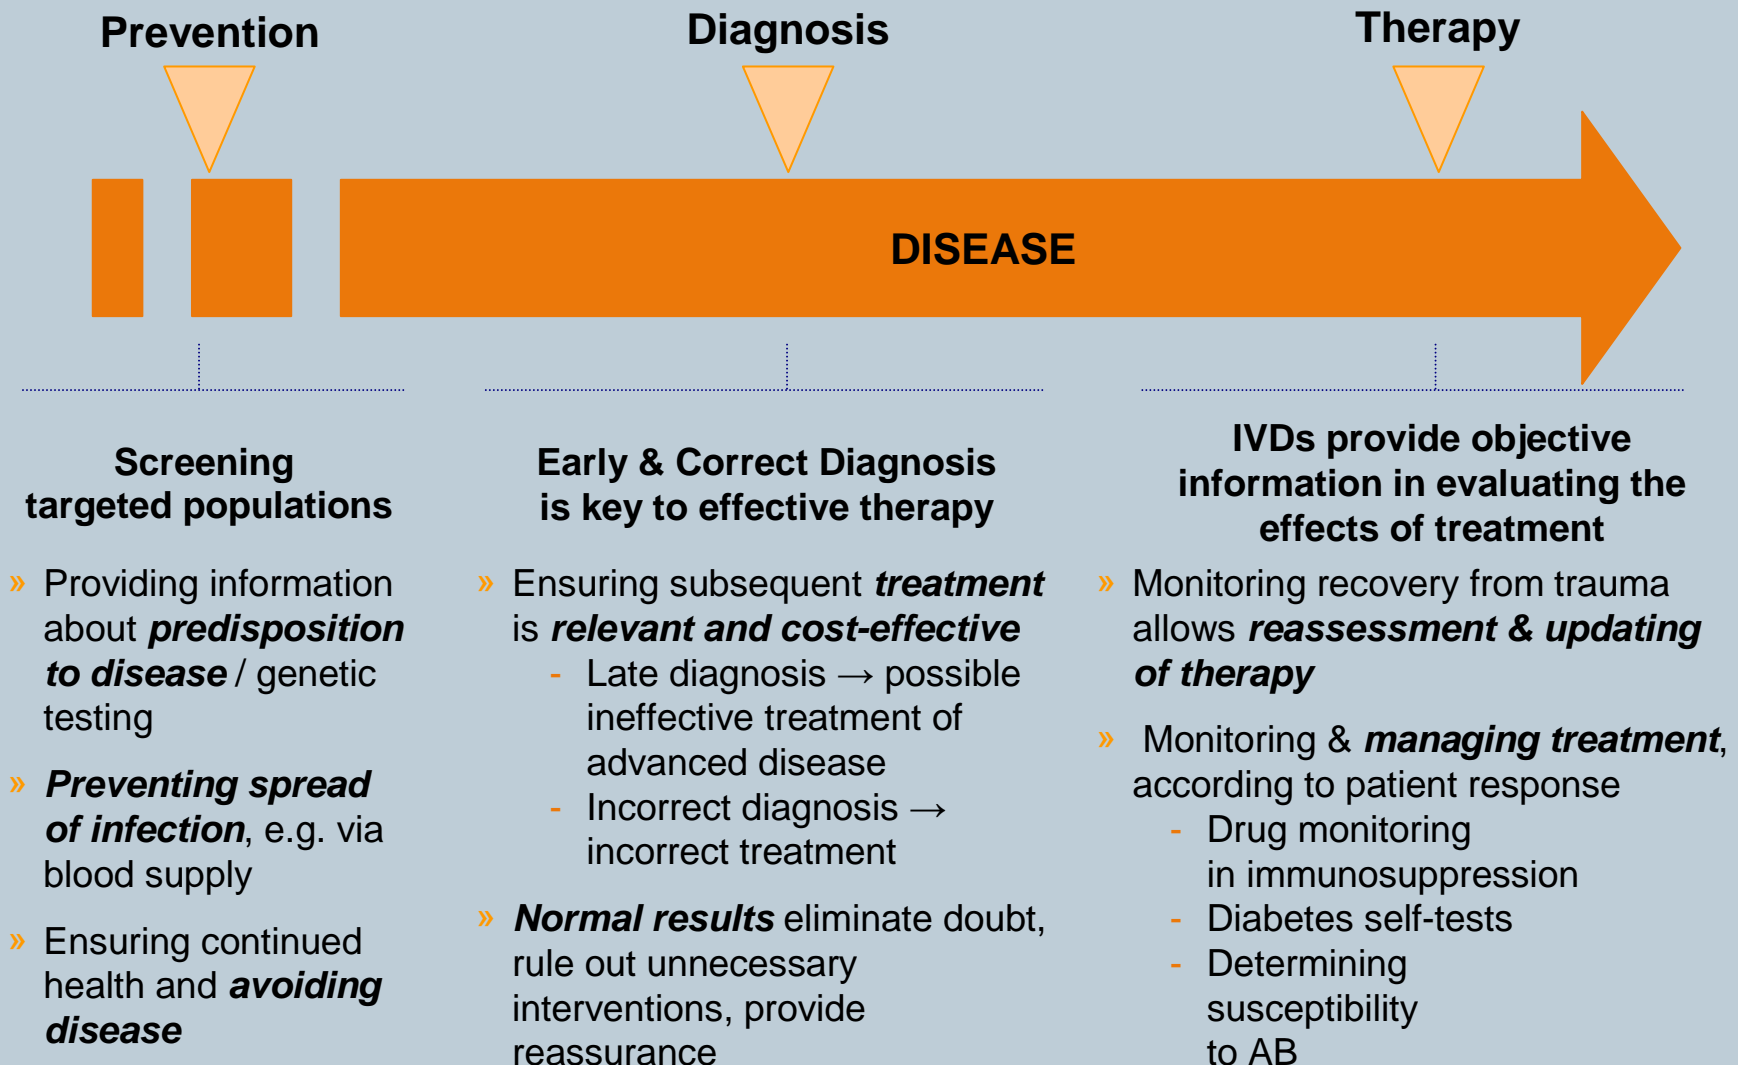 Prevention
Diagnosis
Therapy
DISEASE
Screening
targeted populations
» Providing information
about predisposition
to disease / genetic
testing
» Preventing spread
of infection, e.g. via
blood supply
» Ensuring continued
health and avoiding
disease
Early & Correct Diagnosis
is key to effective therapy
» Ensuring subsequent treatment
is relevant and cost-effective
- Late diagnosis → possible
ineffective treatment of
advanced disease
- Incorrect diagnosis →
incorrect treatment
» Normal results eliminate doubt,
rule out unnecessary
interventions, provide
reassurance
IVDs provide objective
information in evaluating the
effects of treatment
» Monitoring recovery from trauma
allows reassessment & updating
of therapy
» Monitoring & managing treatment,
according to patient response
- Drug monitoring
in immunosuppression
- Diabetes self-tests
- Determining
susceptibility
to AB